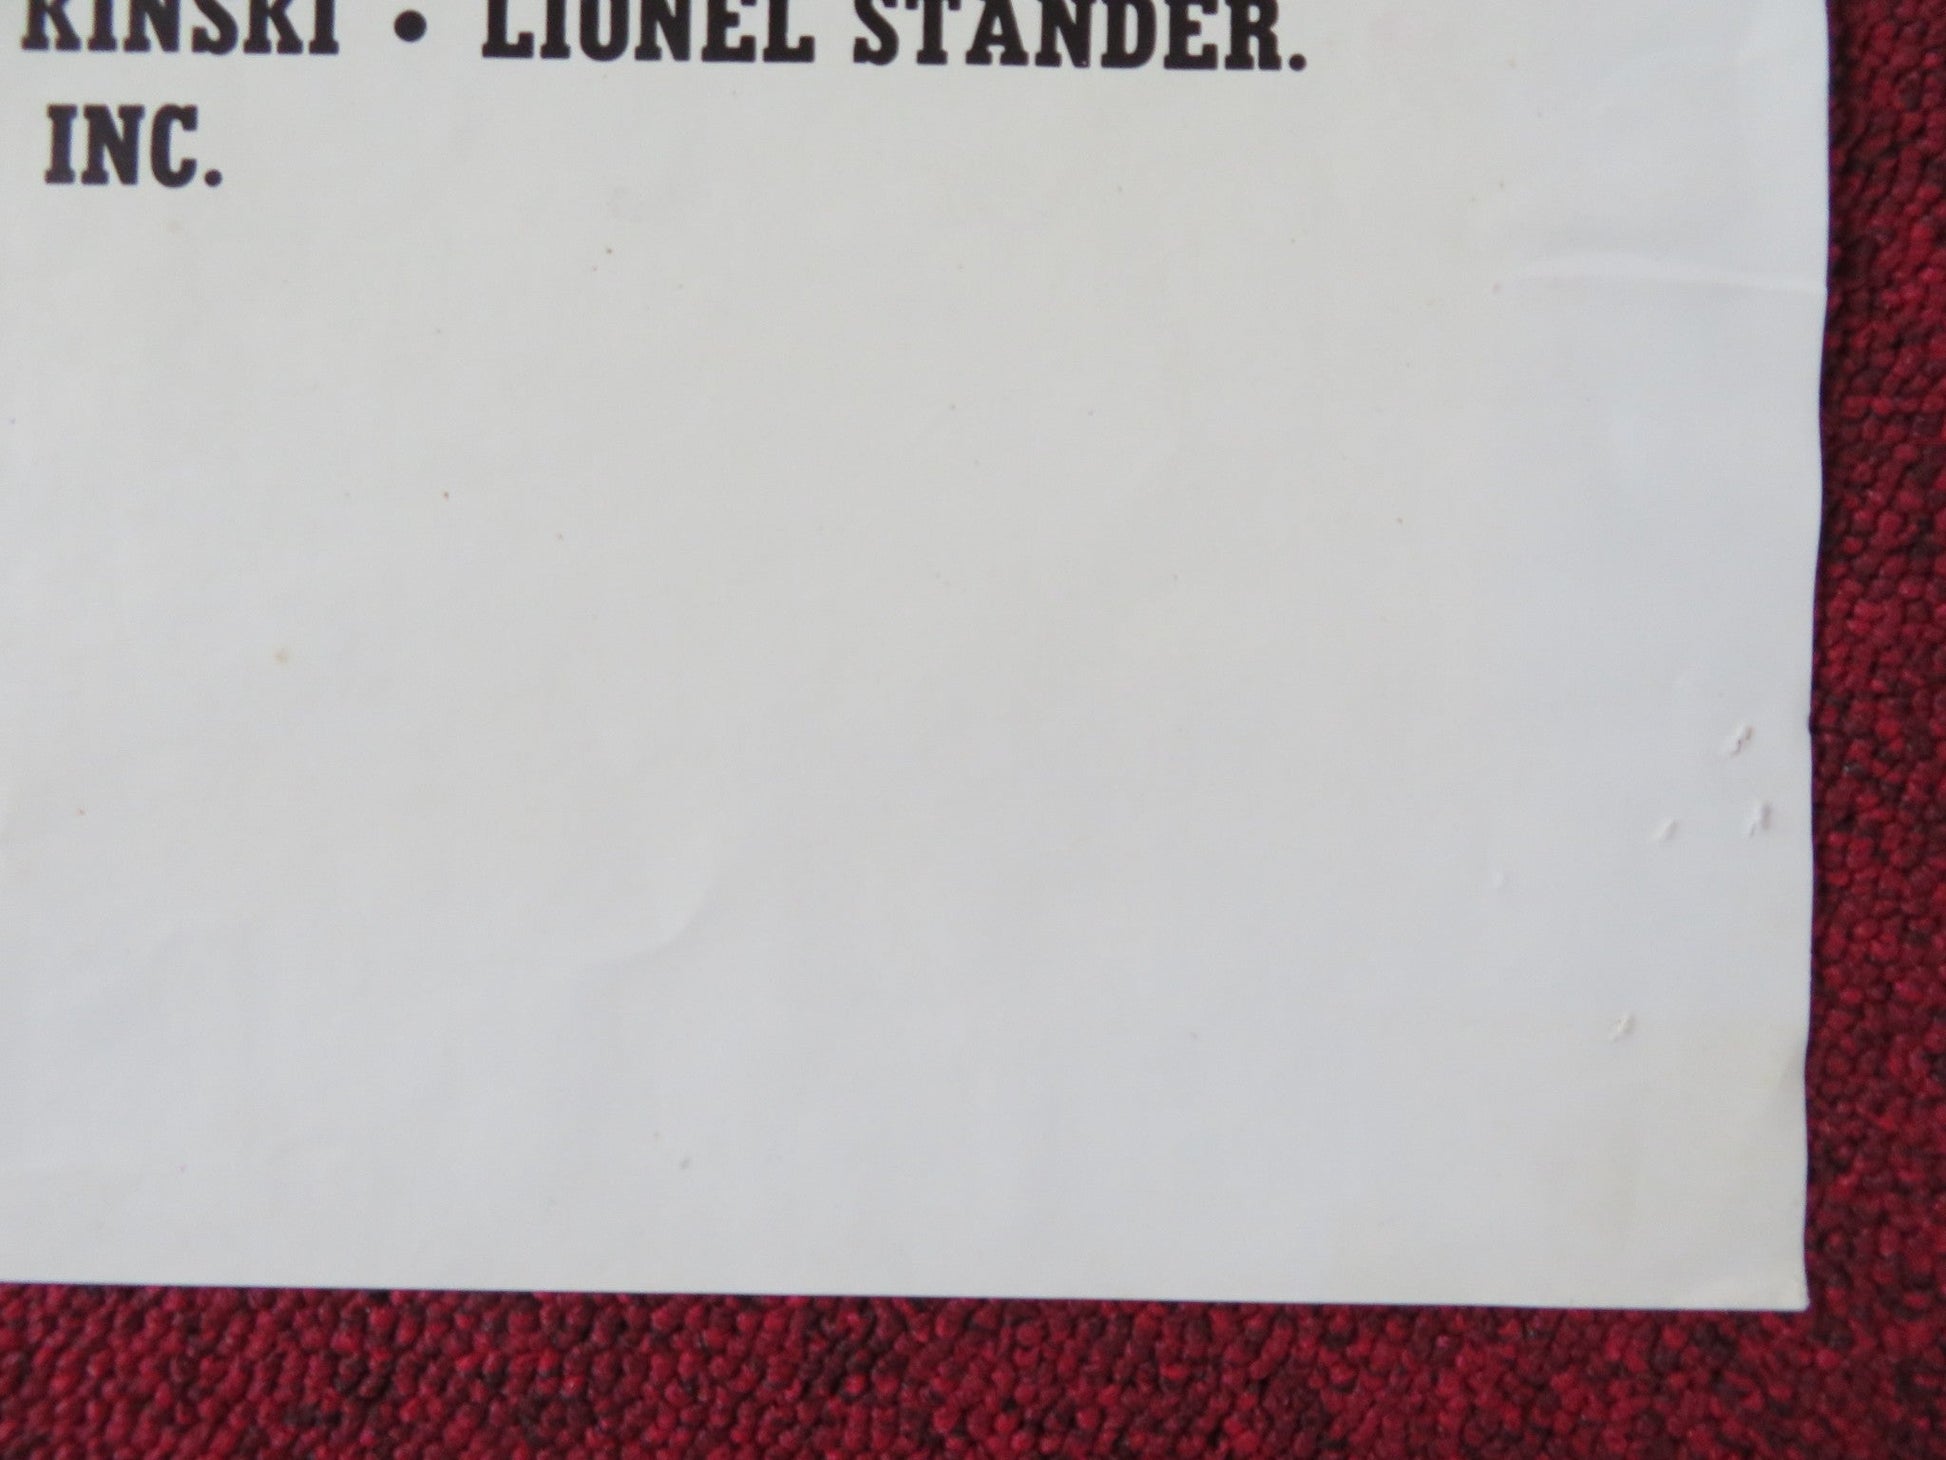 KINSKI • LIONEL STANDER.
INC.